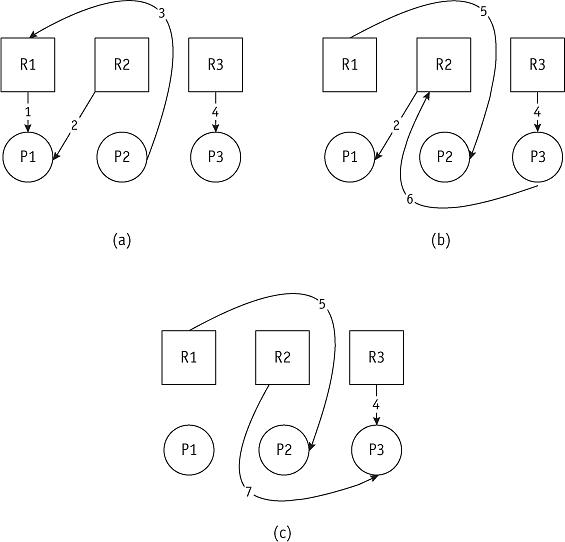 3 5
R1 R2 R3 R1 R2 R3
1 2 4 2 4
P1 P2 P3 P1 P2 P3
6
(a) (b)
5
R1 R2 R3
4
P1 P2 P3
7
(c)